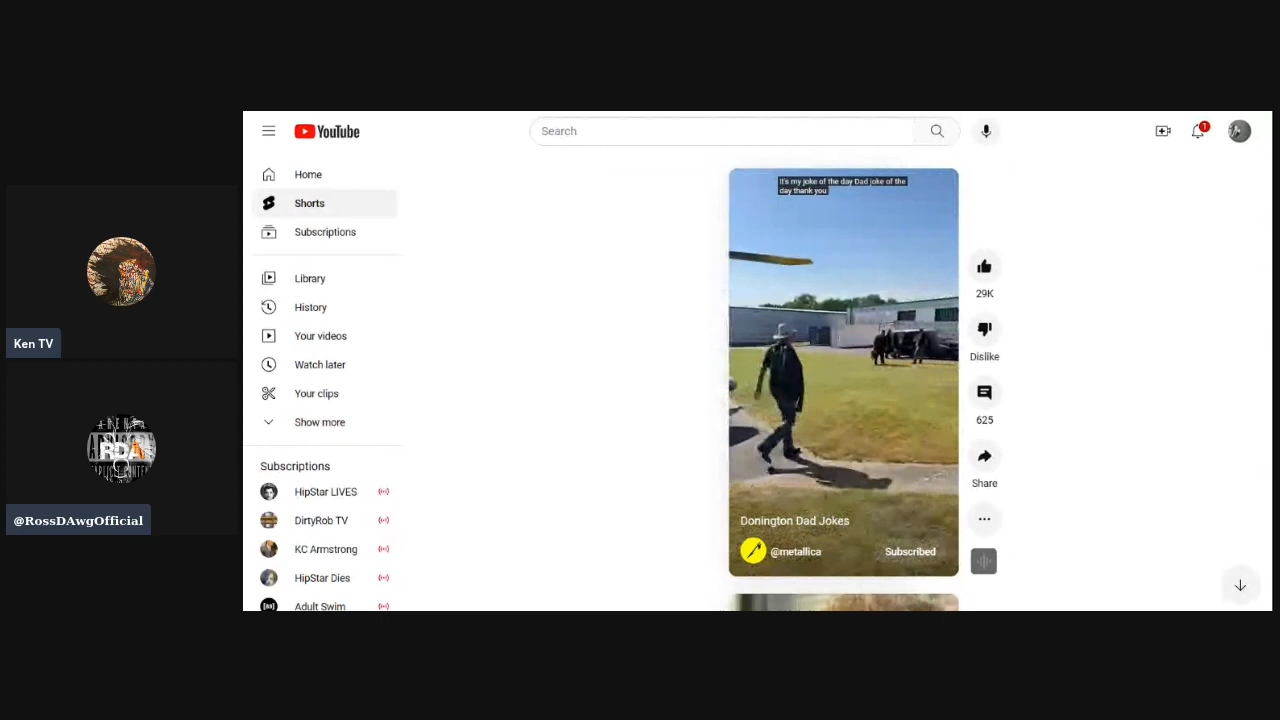 YouTube
Search
1
Home
Shorts
Subscriptions
Library
History
Your videos
Watch later
Your clips
Show more
Subscriptions
HipStar LIVES
DirtyRob TV
KC Armstrong
HipStar Dies
Adult Swim
It's my joke of the day Dad joke of the
day thank you
Donington Dad Jokes
@metallica
Subscribed
29K
Dislike
625
Share
Ken TV
RDA
@RossDAwgOfficial